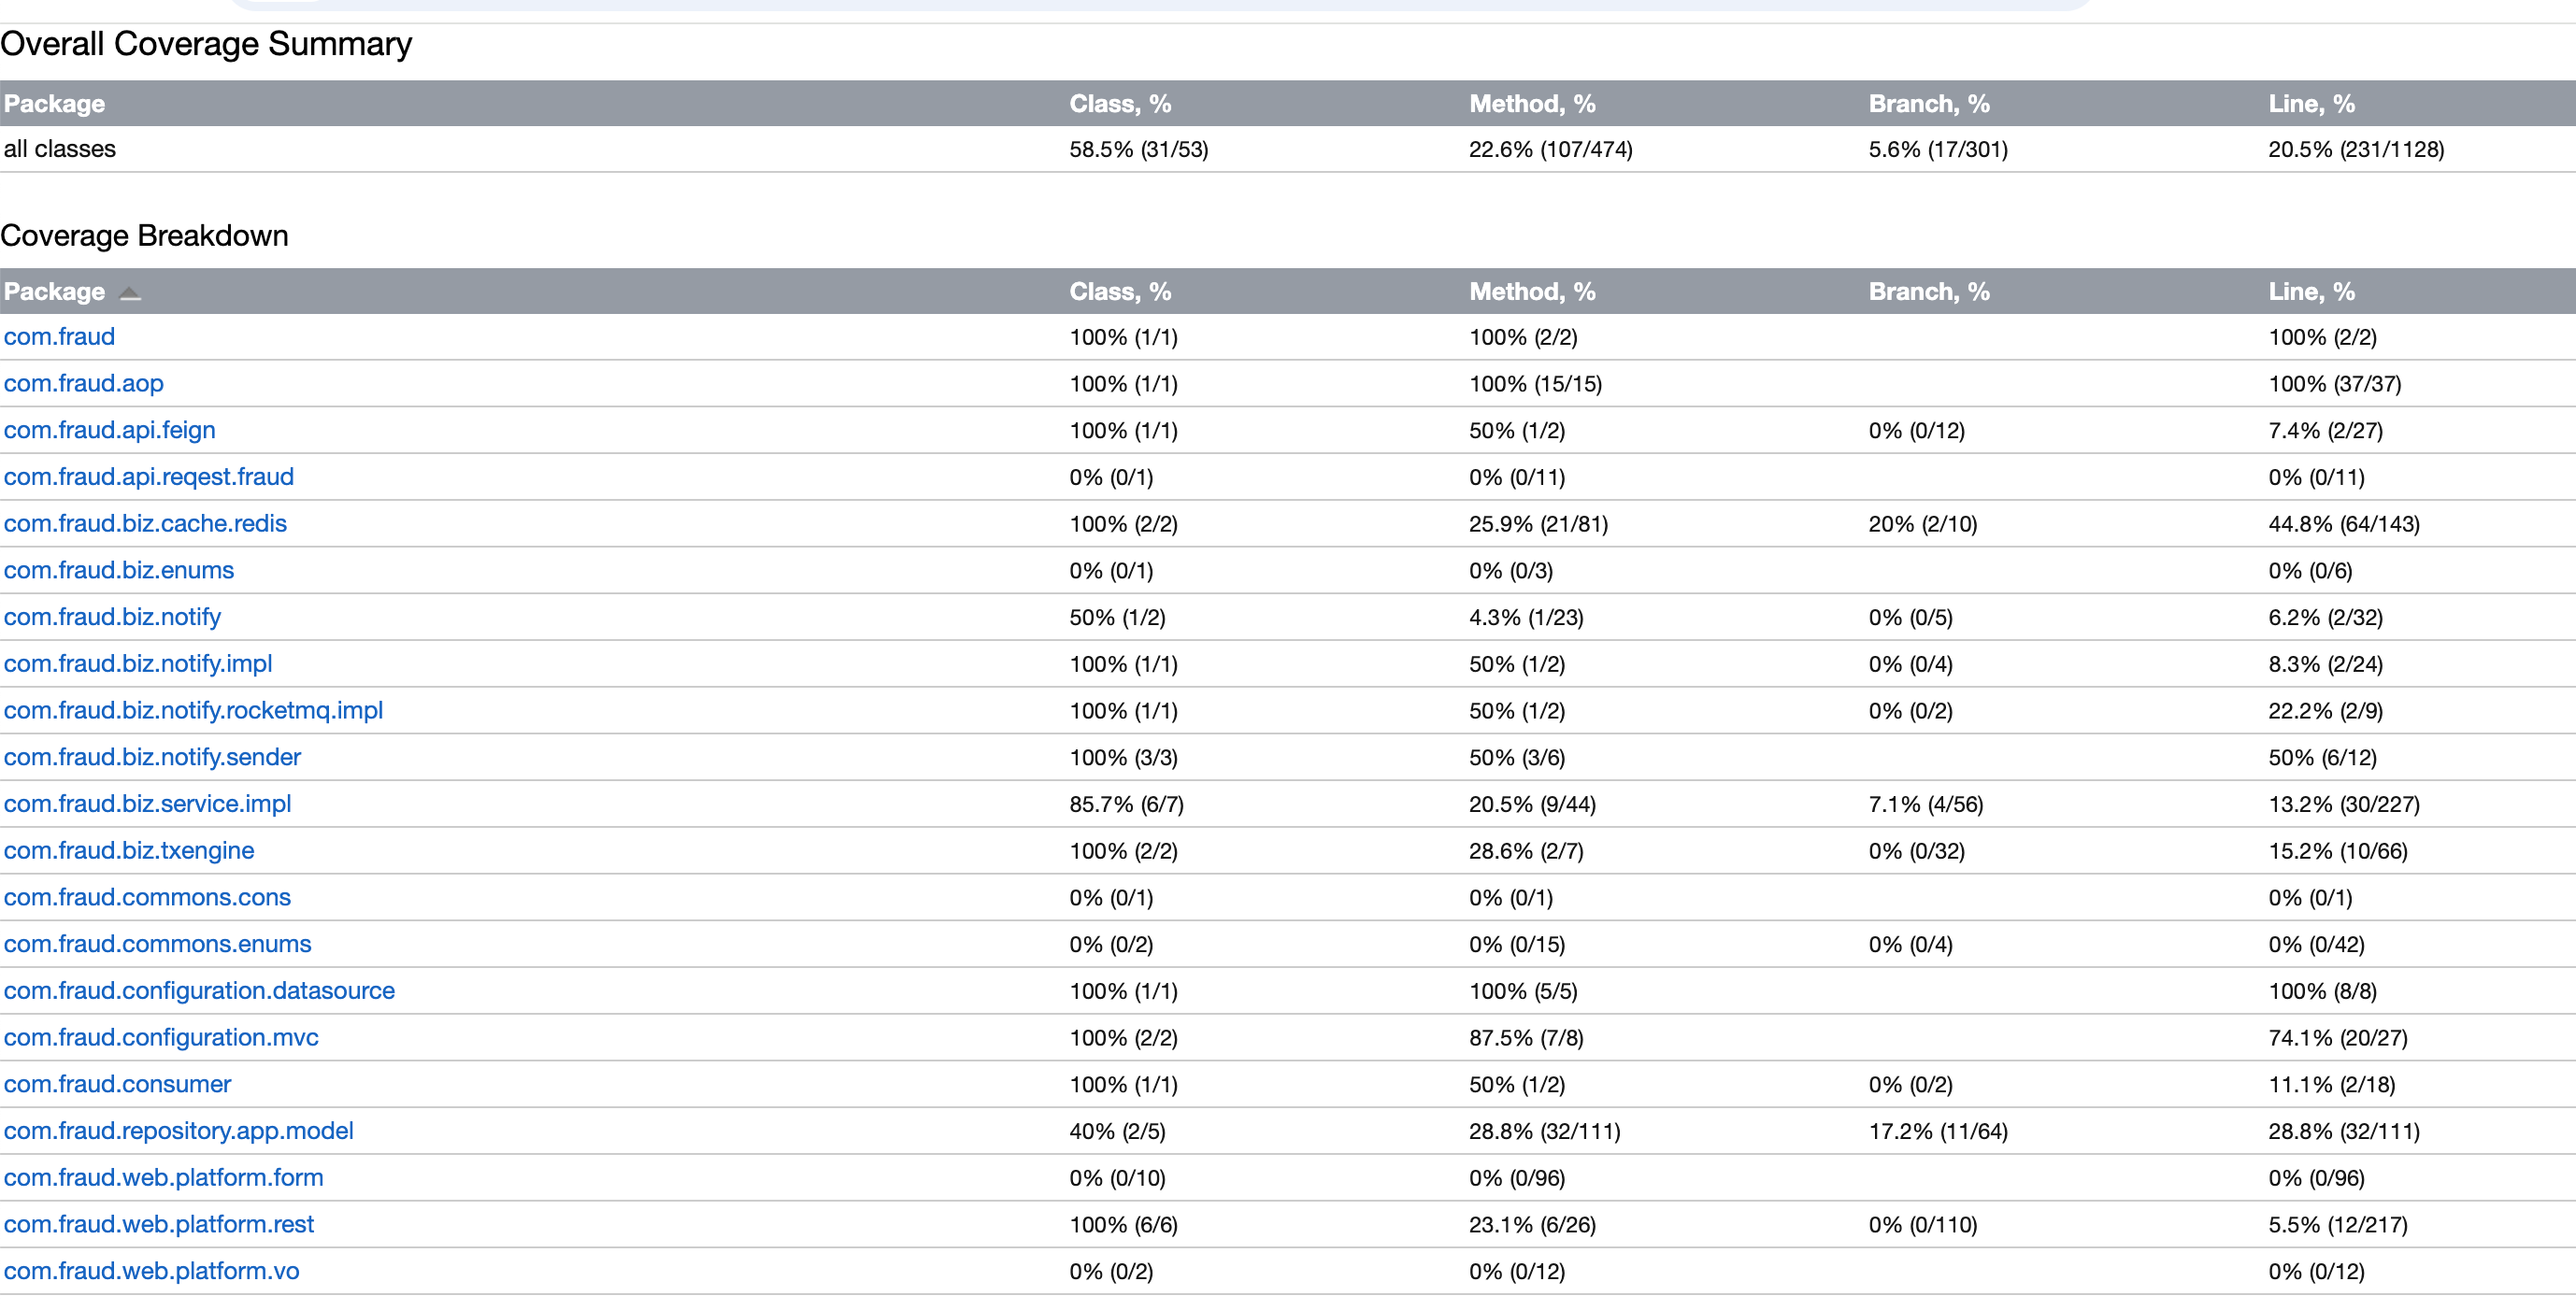 Overall Coverage Summary
Package Class, % Method, % Branch, % Line, %
all classes 58.5% (31/53) 22.6% (107/474) 5.6% (17/301) 20.5% (231/1128)
Coverage Breakdown
Package Class, % Method, % Branch, % Line, %
com.fraud 100% (1/1) 100% (2/2) 100% (2/2)
com.fraud.aop 100% (1/1) 100% (15/15) 100% (37/37)
com.fraud.api.feign 100% (1/1) 50% (1/2) 0% (0/12) 7.4% (2/27)
com.fraud.api.reqest.fraud 0% (0/1) 0% (0/11) 0% (0/11)
com.fraud.biz.cache.redis 100% (2/2) 25.9% (21/81) 20% (2/10) 44.8% (64/143)
com.fraud.biz.enums 0% (0/1) 0% (0/3) 0% (0/6)
com.fraud.biz.notify 50% (1/2) 4.3% (1/23) 0% (0/5) 6.2% (2/32)
com.fraud.biz.notify.impl 100% (1/1) 50% (1/2) 0% (0/4) 8.3% (2/24)
com.fraud.biz.notify.rocketmq.impl 100% (1/1) 50% (1/2) 0% (0/2) 22.2% (2/9)
com.fraud.biz.notify.sender 100% (3/3) 50% (3/6) 50% (6/12)
com.fraud.biz.service.impl 85.7% (6/7) 20.5% (9/44) 7.1% (4/56) 13.2% (30/227)
com.fraud.biz.txengine 100% (2/2) 28.6% (2/7) 0% (0/32) 15.2% (10/66)
com.fraud.commons.cons 0% (0/1) 0% (0/1) 0% (0/1)
com.fraud.commons.enums 0% (0/2) 0% (0/15) 0% (0/4) 0% (0/42)
com.fraud.configuration.datasource 100% (1/1) 100% (5/5) 100% (8/8)
com.fraud.configuration.mvc 100% (2/2) 87.5% (7/8) 74.1% (20/27)
com.fraud.consumer 100% (1/1) 50% (1/2) 0% (0/2) 11.1% (2/18)
com.fraud.repository.app.model 40% (2/5) 28.8% (32/111) 17.2% (11/64) 28.8% (32/111)
com.fraud.web.platform.form 0% (0/10) 0% (0/96) 0% (0/96)
com.fraud.web.platform.rest 100% (6/6) 23.1% (6/26) 0% (0/110) 5.5% (12/217)
com.fraud.web.platform.vo 0% (0/2) 0% (0/12) 0% (0/12)